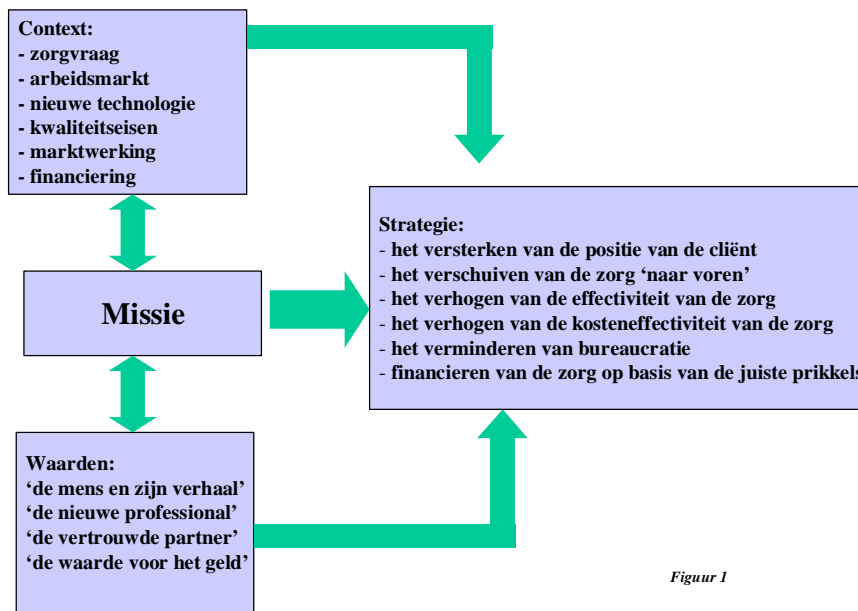 Context:
- zorgvraag
- arbeidsmarkt
- nieuwe technologie
- kwaliteitseisen
- marktwerking
- financiering
Missie
Waarden:
‘de mens en zijn verhaal’
‘de nieuwe professional’
‘de vertrouwde partner’
‘de waarde voor het geld’
Strategie:
- het versterken van de positie van de cliënt
- het verschuiven van de zorg ‘naar voren’
- het verhogen van de effectiviteit van de zorg
- het verhogen van de kosteneffectiviteit van de zorg
- het verminderen van bureaucratie
- financieren van de zorg op basis van de juiste prikkels
Figuur 1